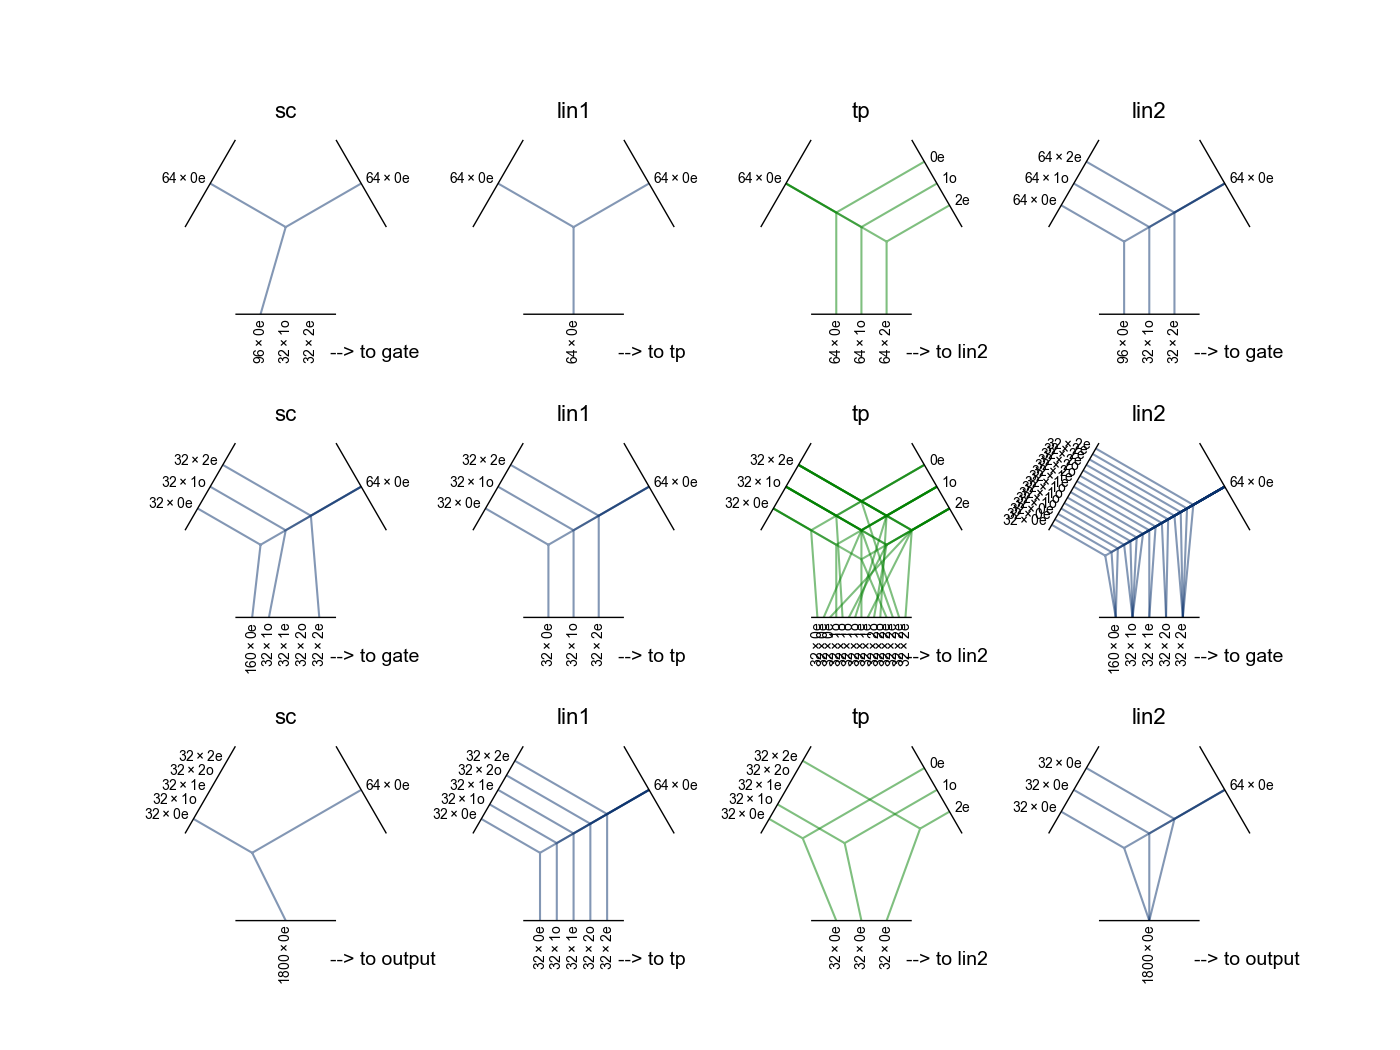 sc lin1 tp lin2
64 × 0e 64 × 0e
96 × 0e
32 × 1o
32 × 2e
--> to gate
64 × 0e 64 × 0e
64 × 0e
--> to tp
64 × 0e
0e
1o
2e
64 × 0e
64 × 1o
64 × 2e
--> to lin2
64 × 2e
64 × 1o
64 × 0e
64 × 0e
96 × 0e
32 × 1o
32 × 2e
--> to gate
sc lin1 tp lin2
32 × 2e
32 × 1o
32 × 0e
64 × 0e
160 × 0e
32 × 1o
32 × 1e
32 × 2o
32 × 2e
--> to gate
32 × 2e
32 × 1o
32 × 0e
64 × 0e
32 × 0e
32 × 1o
32 × 2e
--> to tp
32 × 2e
32 × 1o
32 × 0e
0e
1o
2e
32 × 0e
32 × 2e
--> to lin2
32 × 2e
32 × 0e
64 × 0e
160 × 0e
32 × 1o
32 × 1e
32 × 2o
32 × 2e
--> to gate
sc lin1 tp lin2
32 × 2e
32 × 2o
32 × 1e
32 × 1o
32 × 0e
64 × 0e
1800 × 0e
--> to output
32 × 2e
32 × 2o
32 × 1e
32 × 1o
32 × 0e
64 × 0e
32 × 0e
32 × 1o
32 × 1e
32 × 2o
32 × 2e
--> to tp
32 × 2e
32 × 2o
32 × 1e
32 × 1o
32 × 0e
0e
1o
2e
32 × 0e
32 × 0e
32 × 0e
--> to lin2
32 × 0e
32 × 0e
32 × 0e
64 × 0e
1800 × 0e
--> to output